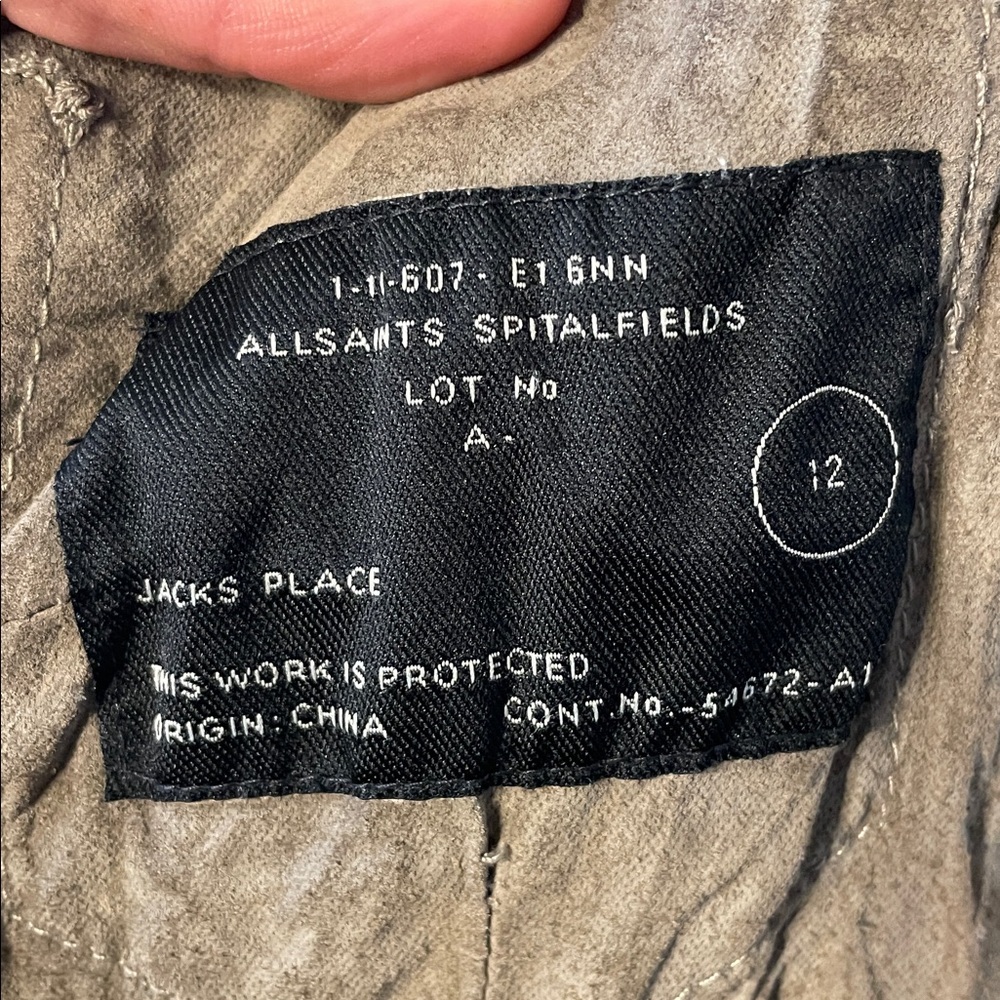 1-11-607 - E1 6NN
ALLSAINTS SPITALFIELDS
LOT No
A -
12
JACKS PLACE
THIS WORK IS PROTECTED
ORIGIN: CHINA
CONT. No. -54672-A1